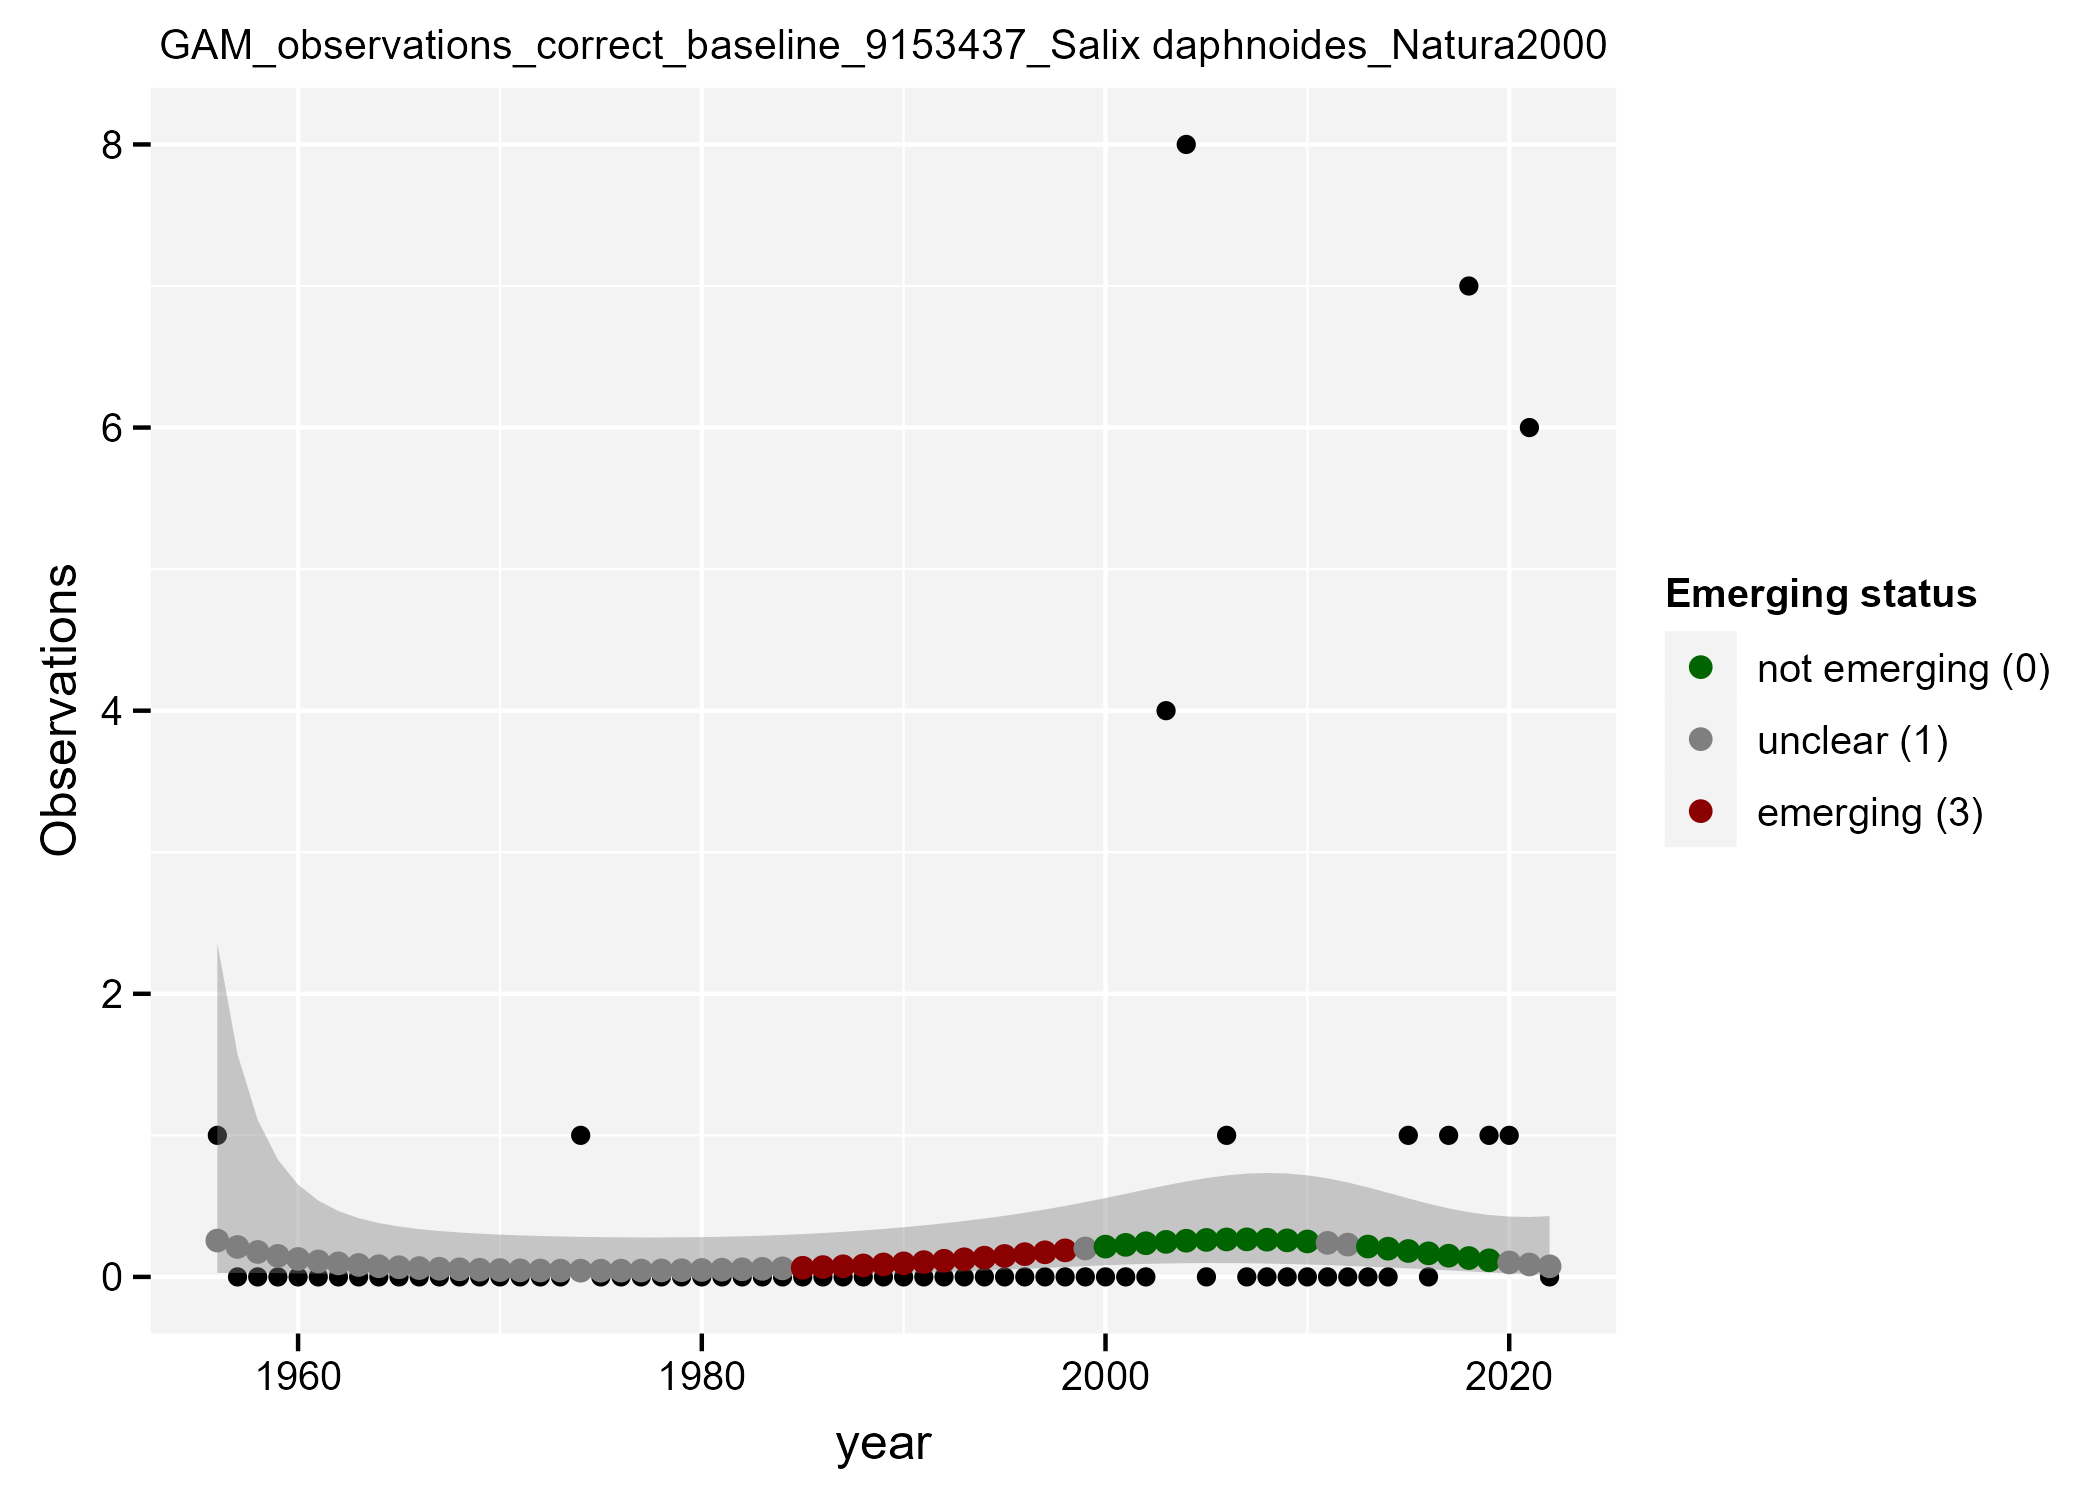 GAM_observations_correct_baseline_9153437_Salix daphnoides_Natura2000
8
6
4
2
0
Observations
1960
1980
2000
2020
year
Emerging status
not emerging (0)
unclear (1)
emerging (3)